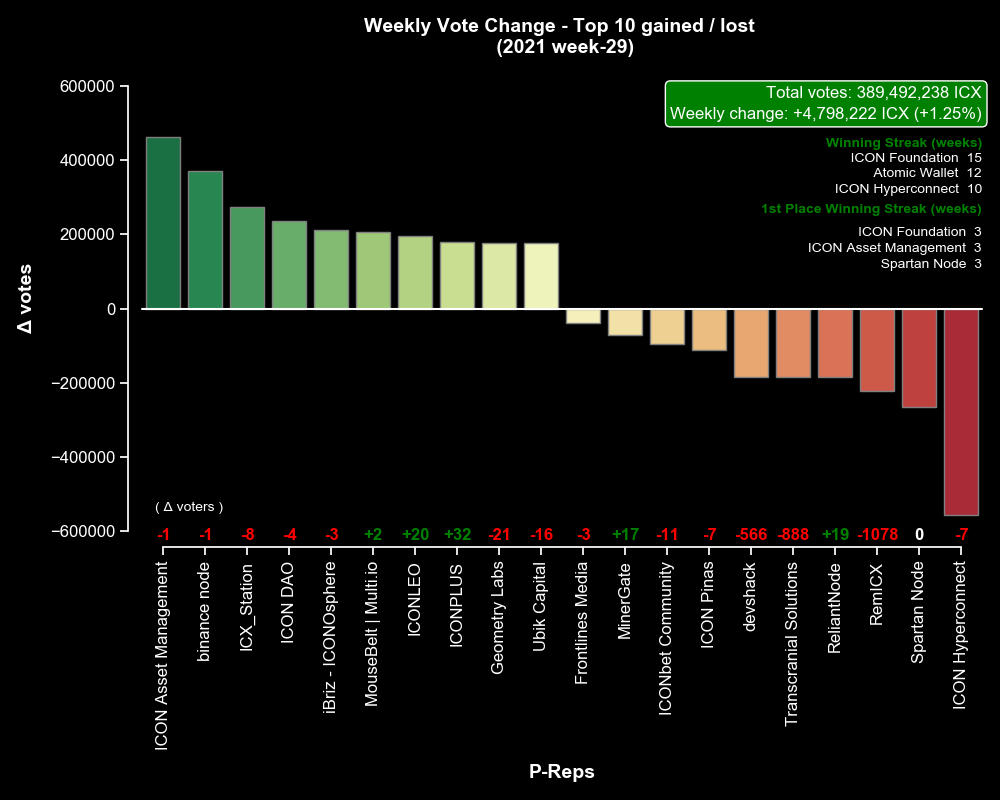 Weekly Vote Change - Top 10 gained / lost
(2021 week-29)
Total votes: 389,492,238 ICX
Weekly change: +4,798,222 ICX (+1.25%)
Winning Streak (weeks)
ICON Foundation 15
Atomic Wallet 12
ICON Hyperconnect 10
1st Place Winning Streak (weeks)
ICON Foundation 3
ICON Asset Management 3
Spartan Node 3
Δ votes
600000
400000
200000
0
−200000
−400000
−600000
( Δ voters )
-1 -1 -8 -4 -3 +2 +20 +32 -21 -16 -3 +17 -11 -7 -566 -888 +19 -1078 0 -7
ICON Asset Management
binance node
ICX_Station
ICON DAO
iBriz - ICONOsphere
MouseBelt | Multi.io
ICONLEO
ICONPLUS
Geometry Labs
Ubik Capital
Frontlines Media
MinerGate
ICONbet Community
ICON Pinas
devshack
Transcranial Solutions
ReliantNode
RemICX
Spartan Node
ICON Hyperconnect
P-Reps